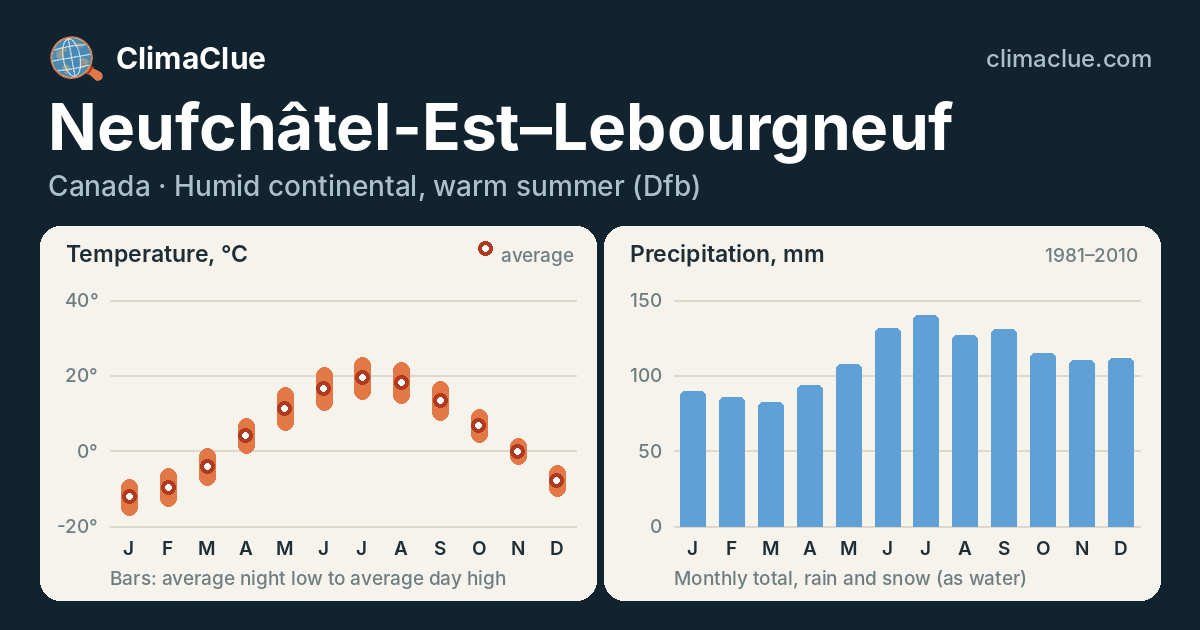 ClimaClue
climaclue.com
Neufchâtel-Est–Lebourgneuf
Canada · Humid continental, warm summer (Dfb)
Temperature, °C
average
40°
20°
0°
-20°
J F M A M J J A S O N D
Bars: average night low to average day high
Precipitation, mm
1981–2010
150
100
50
0
J F M A M J J A S O N D
Monthly total, rain and snow (as water)